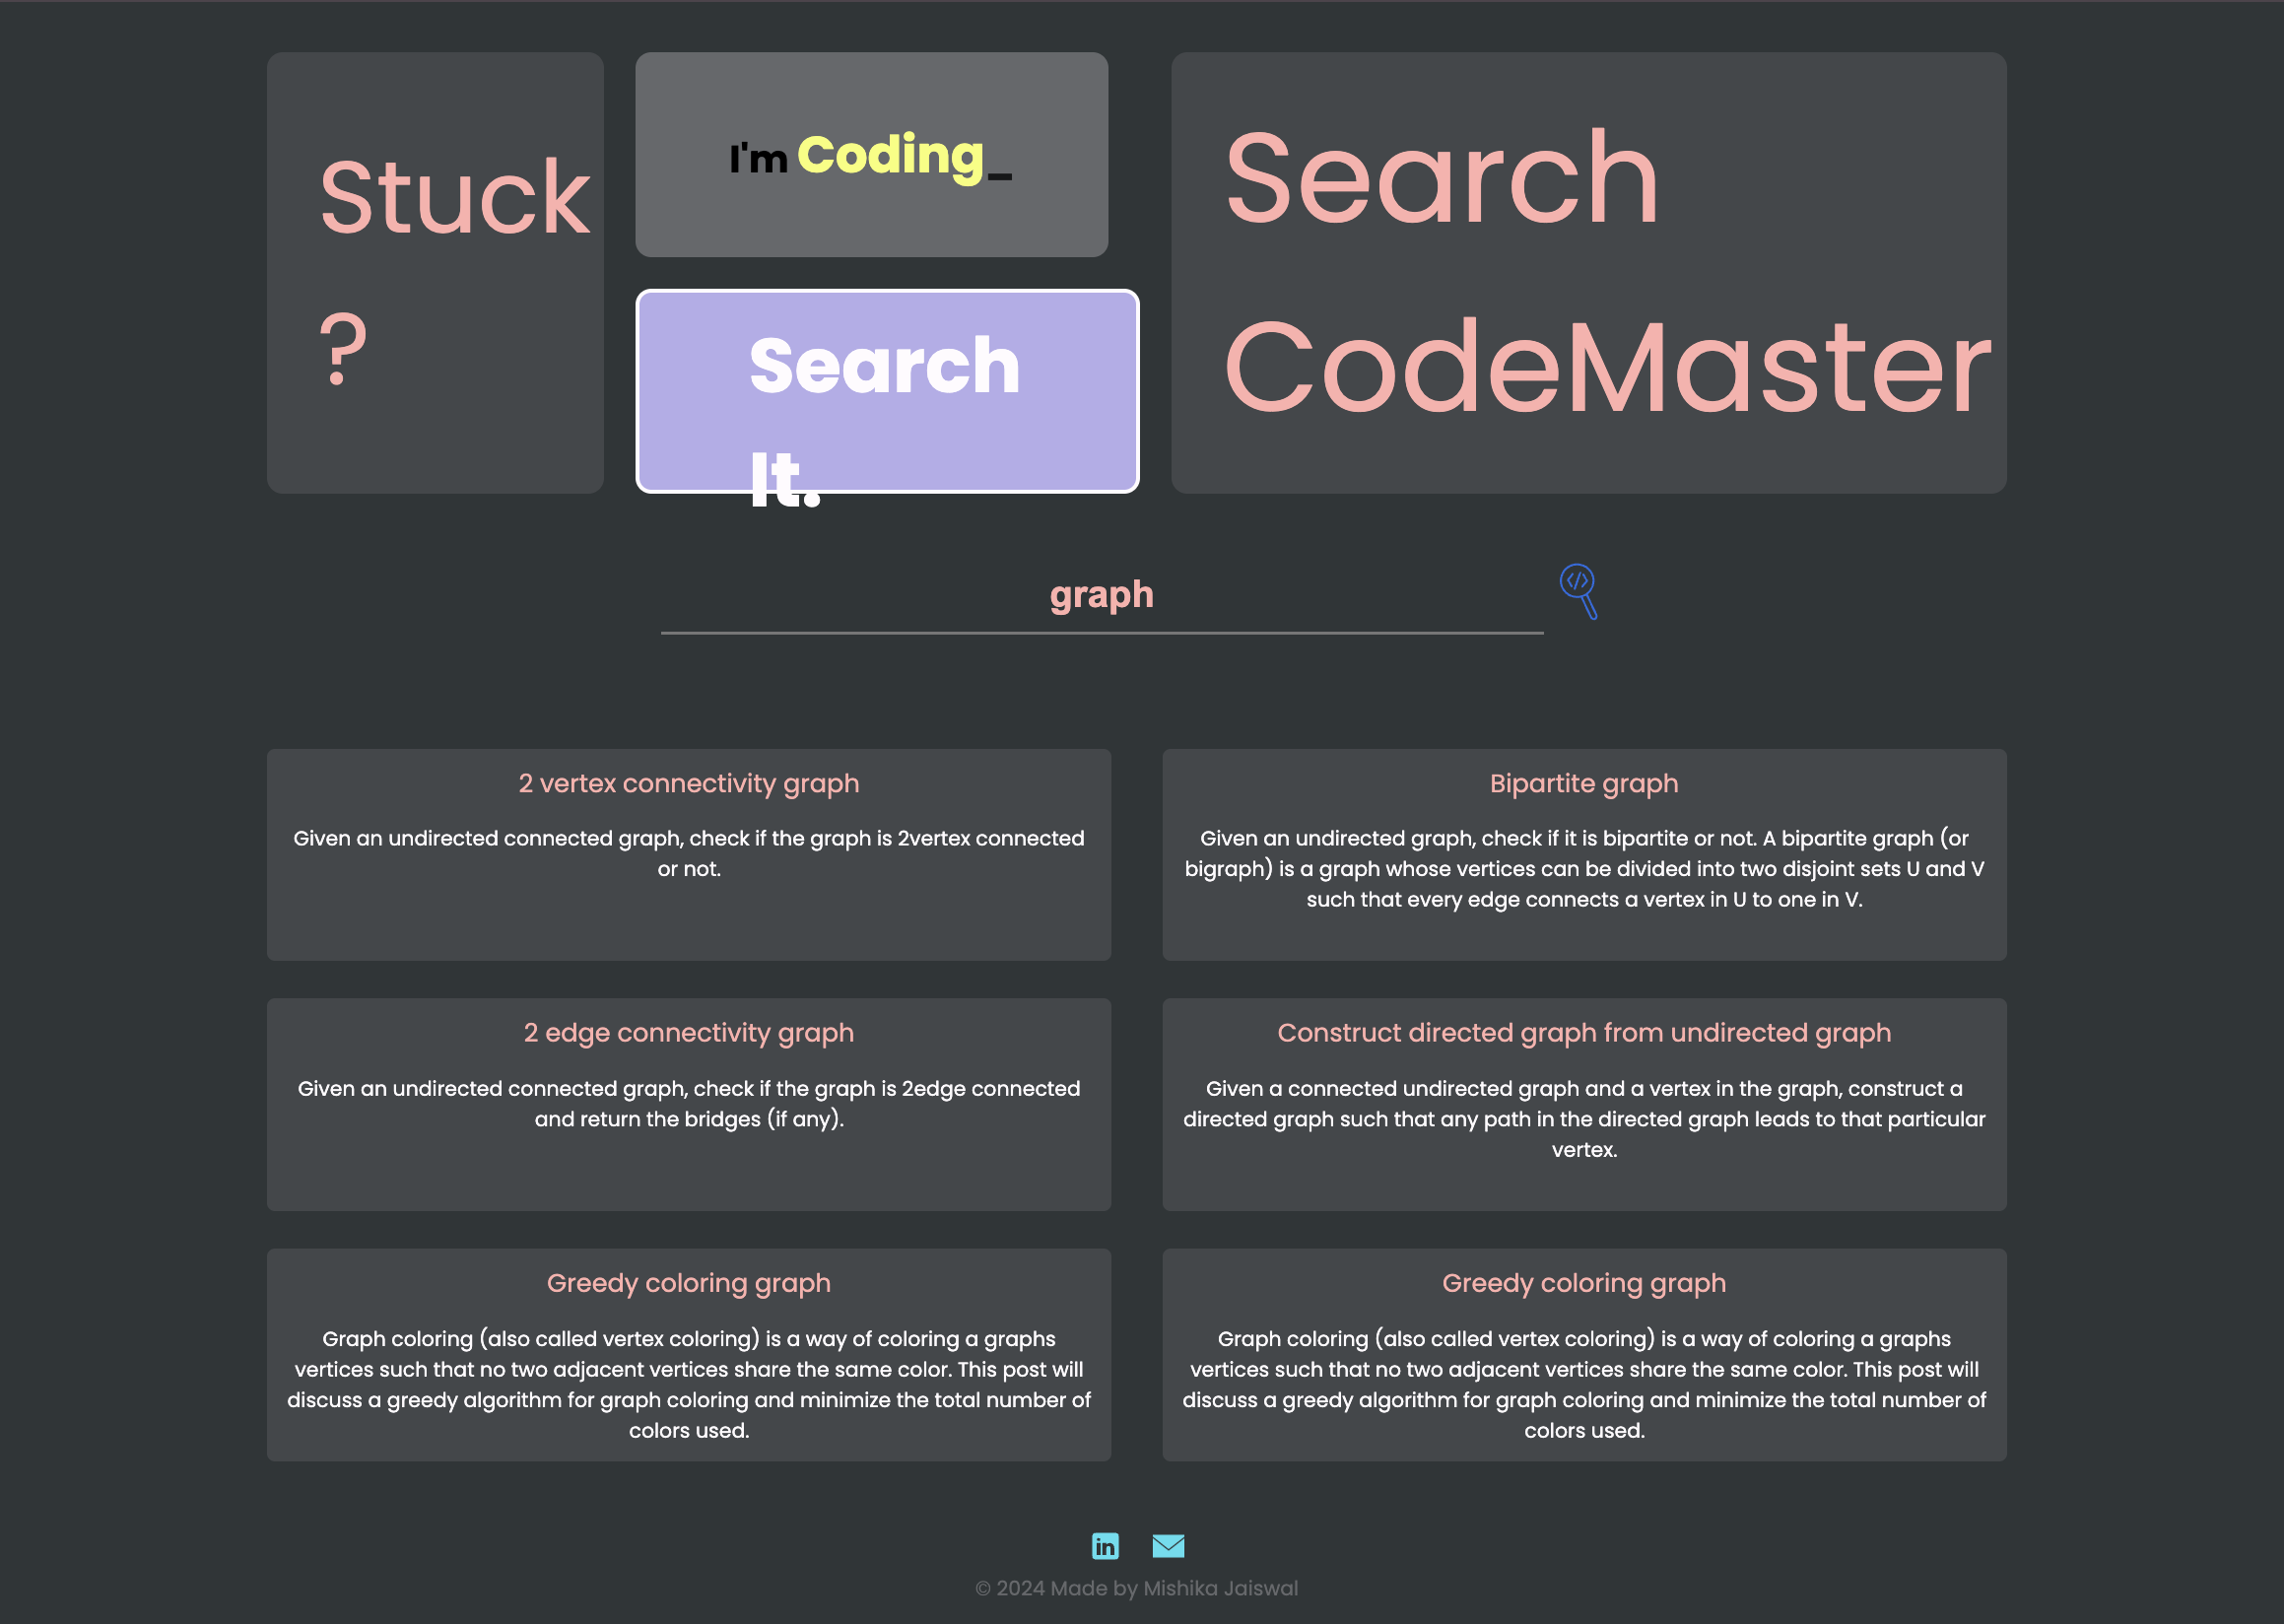 Stuck
?
I'm Coding_
Search
It.
Search
CodeMaster
graph
2 vertex connectivity graph
Given an undirected connected graph, check if the graph is 2vertex connected
or not.
Bipartite graph
Given an undirected graph, check if it is bipartite or not. A bipartite graph (or
bigraph) is a graph whose vertices can be divided into two disjoint sets U and V
such that every edge connects a vertex in U to one in V.
2 edge connectivity graph
Given an undirected connected graph, check if the graph is 2edge connected
and return the bridges (if any).
Construct directed graph from undirected graph
Given a connected undirected graph and a vertex in the graph, construct a
directed graph such that any path in the directed graph leads to that particular
vertex.
Greedy coloring graph
Graph coloring (also called vertex coloring) is a way of coloring a graphs
vertices such that no two adjacent vertices share the same color. This post will
discuss a greedy algorithm for graph coloring and minimize the total number of
colors used.
Greedy coloring graph
Graph coloring (also called vertex coloring) is a way of coloring a graphs
vertices such that no two adjacent vertices share the same color. This post will
discuss a greedy algorithm for graph coloring and minimize the total number of
colors used.
in
© 2024 Made by Mishika Jaiswal